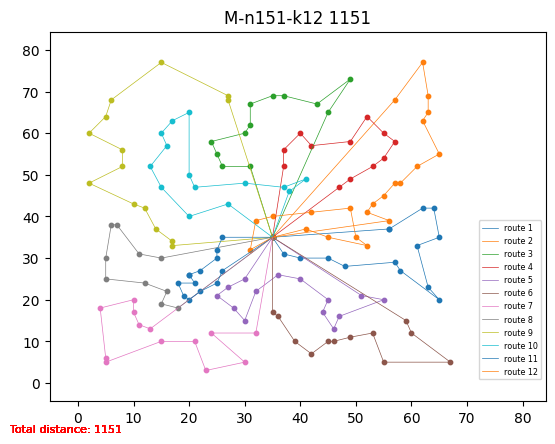 M-n151-k12 1151
80
70
60
50
40
30
20
10
0
route 1
route 2
route 3
route 4
route 5
route 6
route 7
route 8
route 9
route 10
route 11
route 12
0 10 20 30 40 50 60 70 80
Total distance: 1151